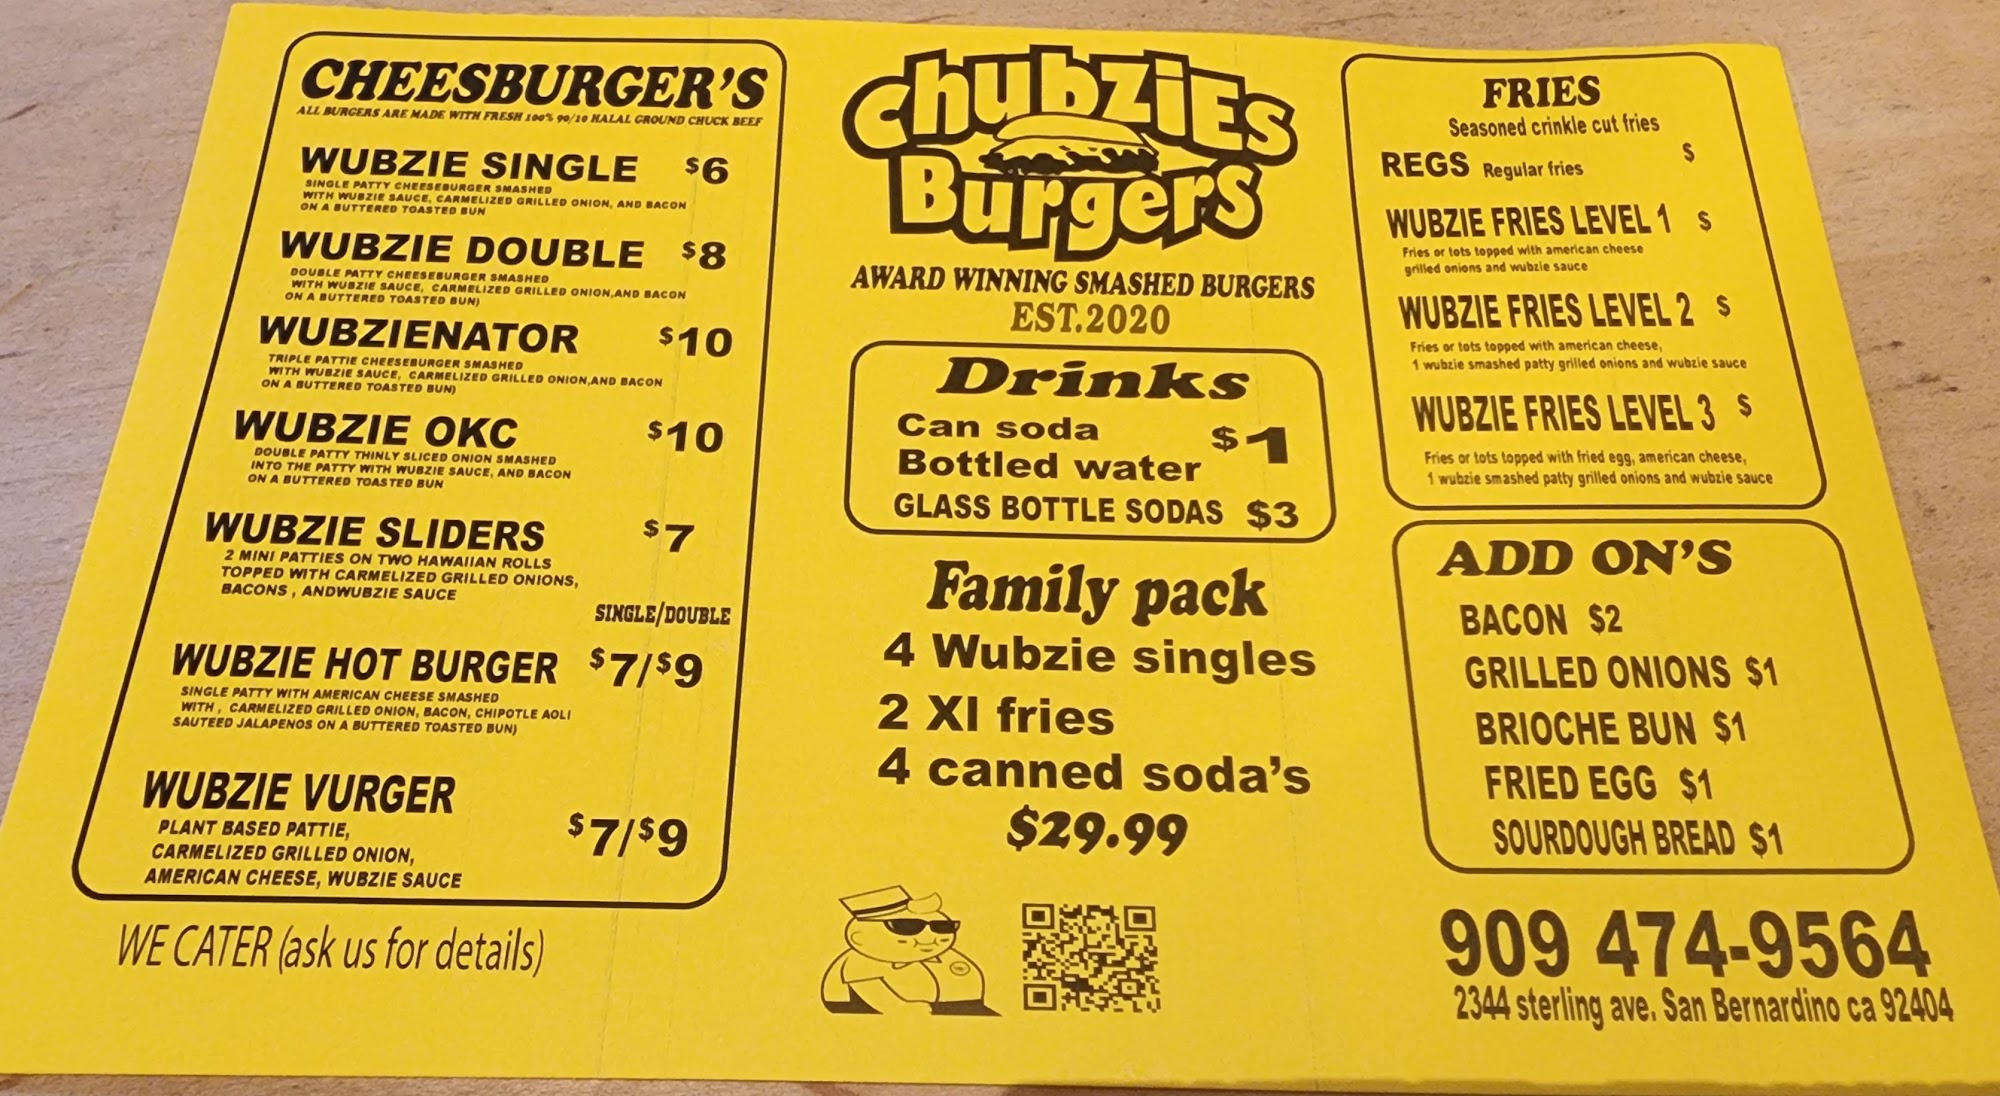 CHEESBURGER'S
ALL BURGERS ARE MADE WITH FRESH 100% 90/10 HALAL GROUND CHUCK BEEF
WUBZIE SINGLE $6
SINGLE PATTY CHEESEBURGER SMASHED
WITH WUBZIE SAUCE, CARMELIZED GRILLED ONION, AND BACON
ON A BUTTERED TOASTED BUN
WUBZIE DOUBLE $8
DOUBLE PATTY CHEESEBURGER SMASHED
WITH WUBZIE SAUCE, CARMELIZED GRILLED ONION,AND BACON
ON A BUTTERED TOASTED BUN)
WUBZIENATOR $10
TRIPLE PATTIE CHEESEBURGER SMASHED
WITH WUBZIE SAUCE, CARMELIZED GRILLED ONION,AND BACON
ON A BUTTERED TOASTED BUN)
WUBZIE OKC $10
DOUBLE PATTY THINLY SLICED ONION SMASHED
INTO THE PATTY WITH WUBZIE SAUCE, AND BACON
ON A BUTTERED TOASTED BUN
WUBZIE SLIDERS $7
2 MINI PATTIES ON TWO HAWAIIAN ROLLS
TOPPED WITH CARMELIZED GRILLED ONIONS,
BACONS , ANDWUBZIE SAUCE
SINGLE/DOUBLE
WUBZIE HOT BURGER $7/$9
SINGLE PATTY WITH AMERICAN CHEESE SMASHED
WITH , CARMELIZED GRILLED ONION, BACON, CHIPOTLE AOLI
SAUTEED JALAPENOS ON A BUTTERED TOASTED BUN)
WUBZIE VURGER $7/$9
PLANT BASED PATTIE,
CARMELIZED GRILLED ONION,
AMERICAN CHEESE, WUBZIE SAUCE
WE CATER (ask us for details)
ChubZiEs
BurgerS
AWARD WINNING SMASHED BURGERS
EST.2020
Drinks
Can soda
Bottled water $1
GLASS BOTTLE SODAS $3
Family pack
4 Wubzie singles
2 Xl fries
4 canned soda's
$29.99
FRIES
Seasoned crinkle cut fries
REGS Regular fries $
WUBZIE FRIES LEVEL 1 $
Fries or tots topped with american cheese
grilled onions and wubzie sauce
WUBZIE FRIES LEVEL 2 $
Fries or tots topped with american cheese,
1 wubzie smashed patty grilled onions and wubzie sauce
WUBZIE FRIES LEVEL 3 $
Fries or tots topped with fried egg, american cheese,
1 wubzie smashed patty grilled onions and wubzie sauce
ADD ON'S
BACON $2
GRILLED ONIONS $1
BRIOCHE BUN $1
FRIED EGG $1
SOURDOUGH BREAD $1
909 474-9564
2344 sterling ave. San Bernardino ca 92404